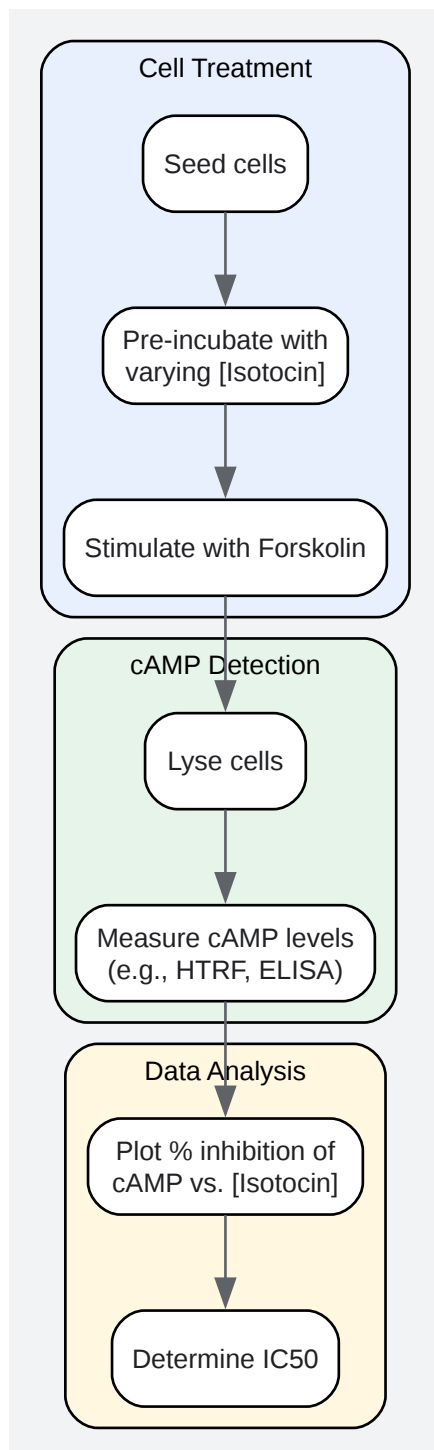 Cell Treatment
Seed cells
Pre-incubate with
varying [Isotocin]
Stimulate with Forskolin
cAMP Detection
Lyse cells
Measure cAMP levels
(e.g., HTRF, ELISA)
Data Analysis
Plot % inhibition of
cAMP vs. [Isotocin]
Determine IC50